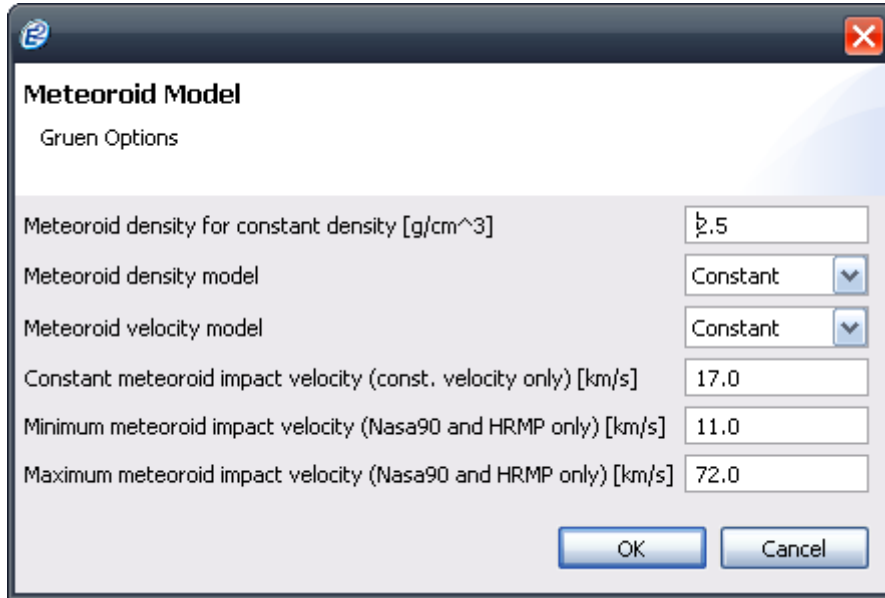 Meteoroid Model
Gruen Options
Meteoroid density for constant density [g/cm^3] 2.5
Meteoroid density model Constant
Meteoroid velocity model Constant
Constant meteoroid impact velocity (const. velocity only) [km/s] 17.0
Minimum meteoroid impact velocity (Nasa90 and HRMP only) [km/s] 11.0
Maximum meteoroid impact velocity (Nasa90 and HRMP only) [km/s] 72.0
OK Cancel